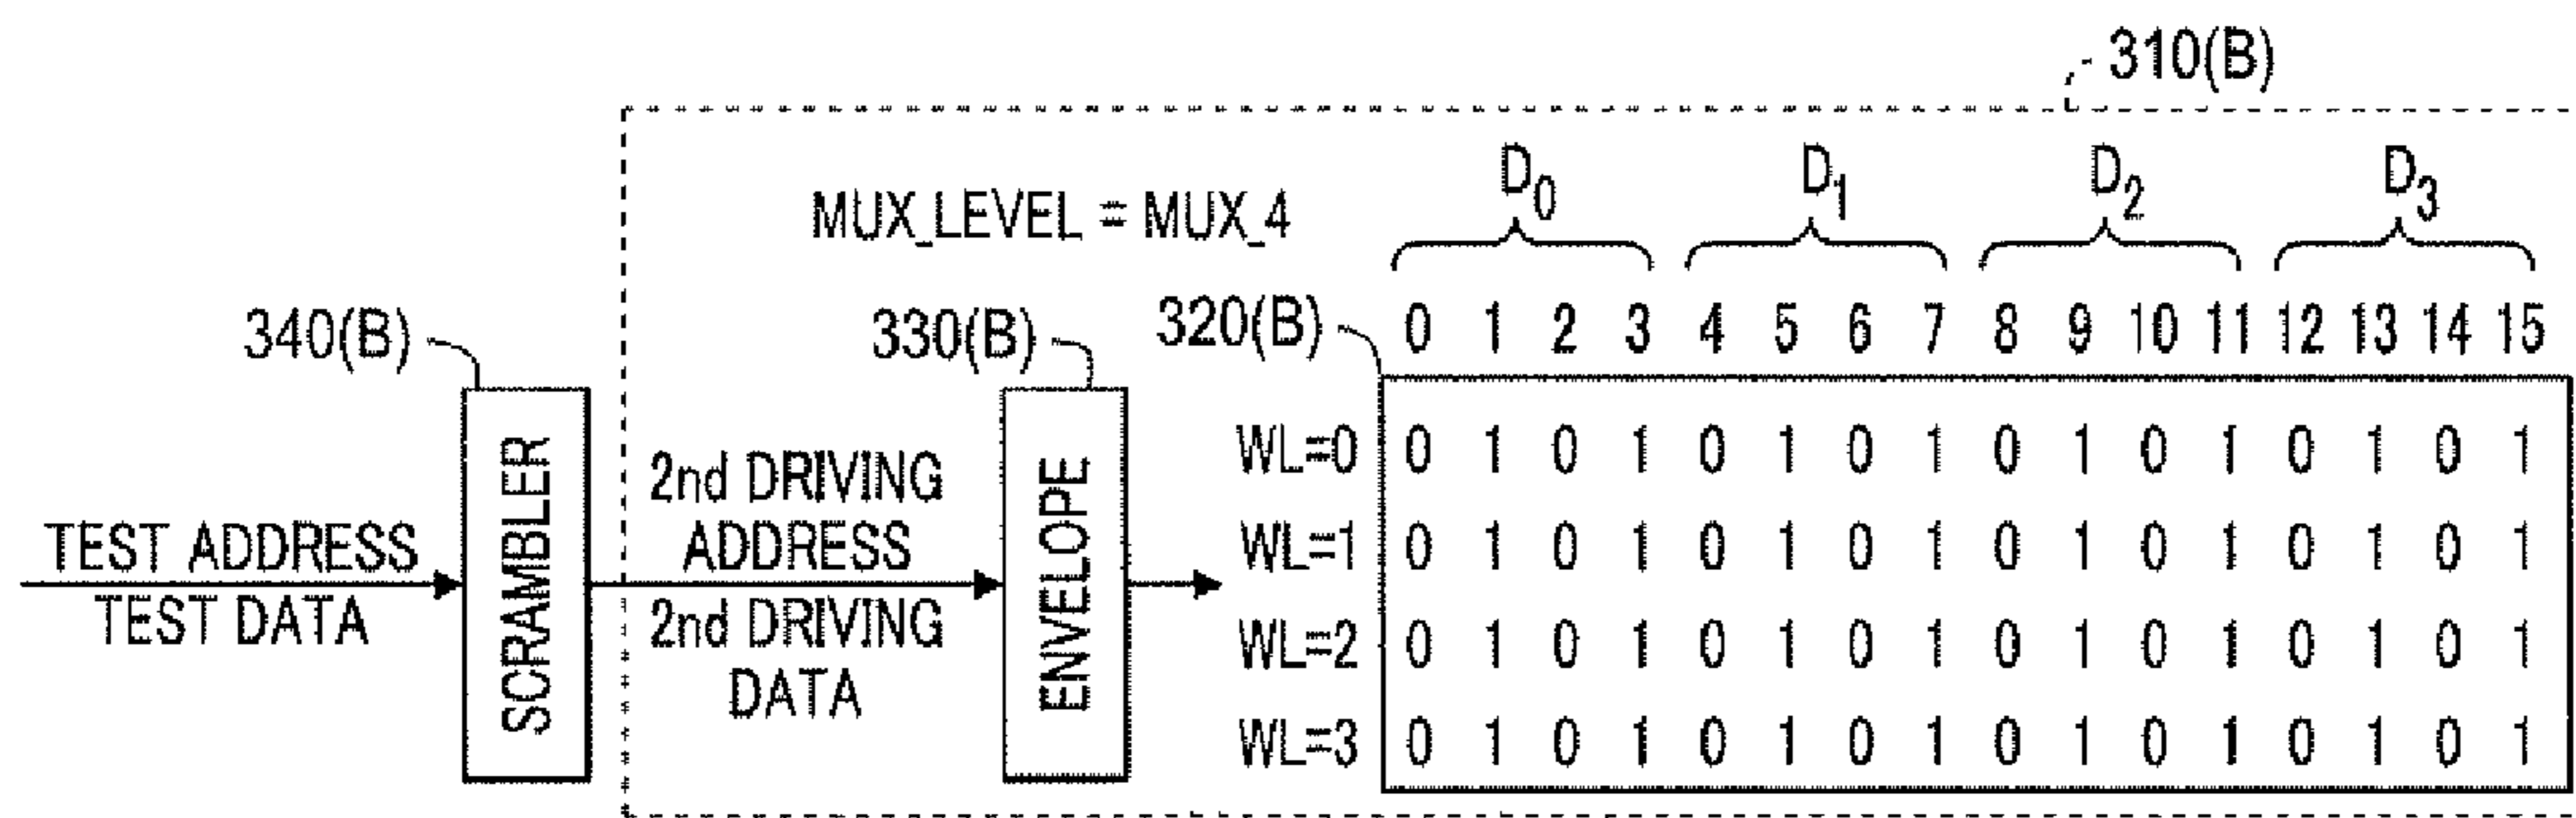 310(B)
MUX_LEVEL = MUX_4
D0 D1 D2 D3
340(B) 330(B) 320(B) 0 1 2 3 4 5 6 7 8 9 10 11 12 13 14 15
SCRAMBLER
ENVELOPE
TEST ADDRESS
TEST DATA
2nd DRIVING
ADDRESS
2nd DRIVING
DATA
WL=0 0 1 0 1 0 1 0 1 0 1 0 1 0 1 0 1
WL=1 0 1 0 1 0 1 0 1 0 1 0 1 0 1 0 1
WL=2 0 1 0 1 0 1 0 1 0 1 0 1 0 1 0 1
WL=3 0 1 0 1 0 1 0 1 0 1 0 1 0 1 0 1